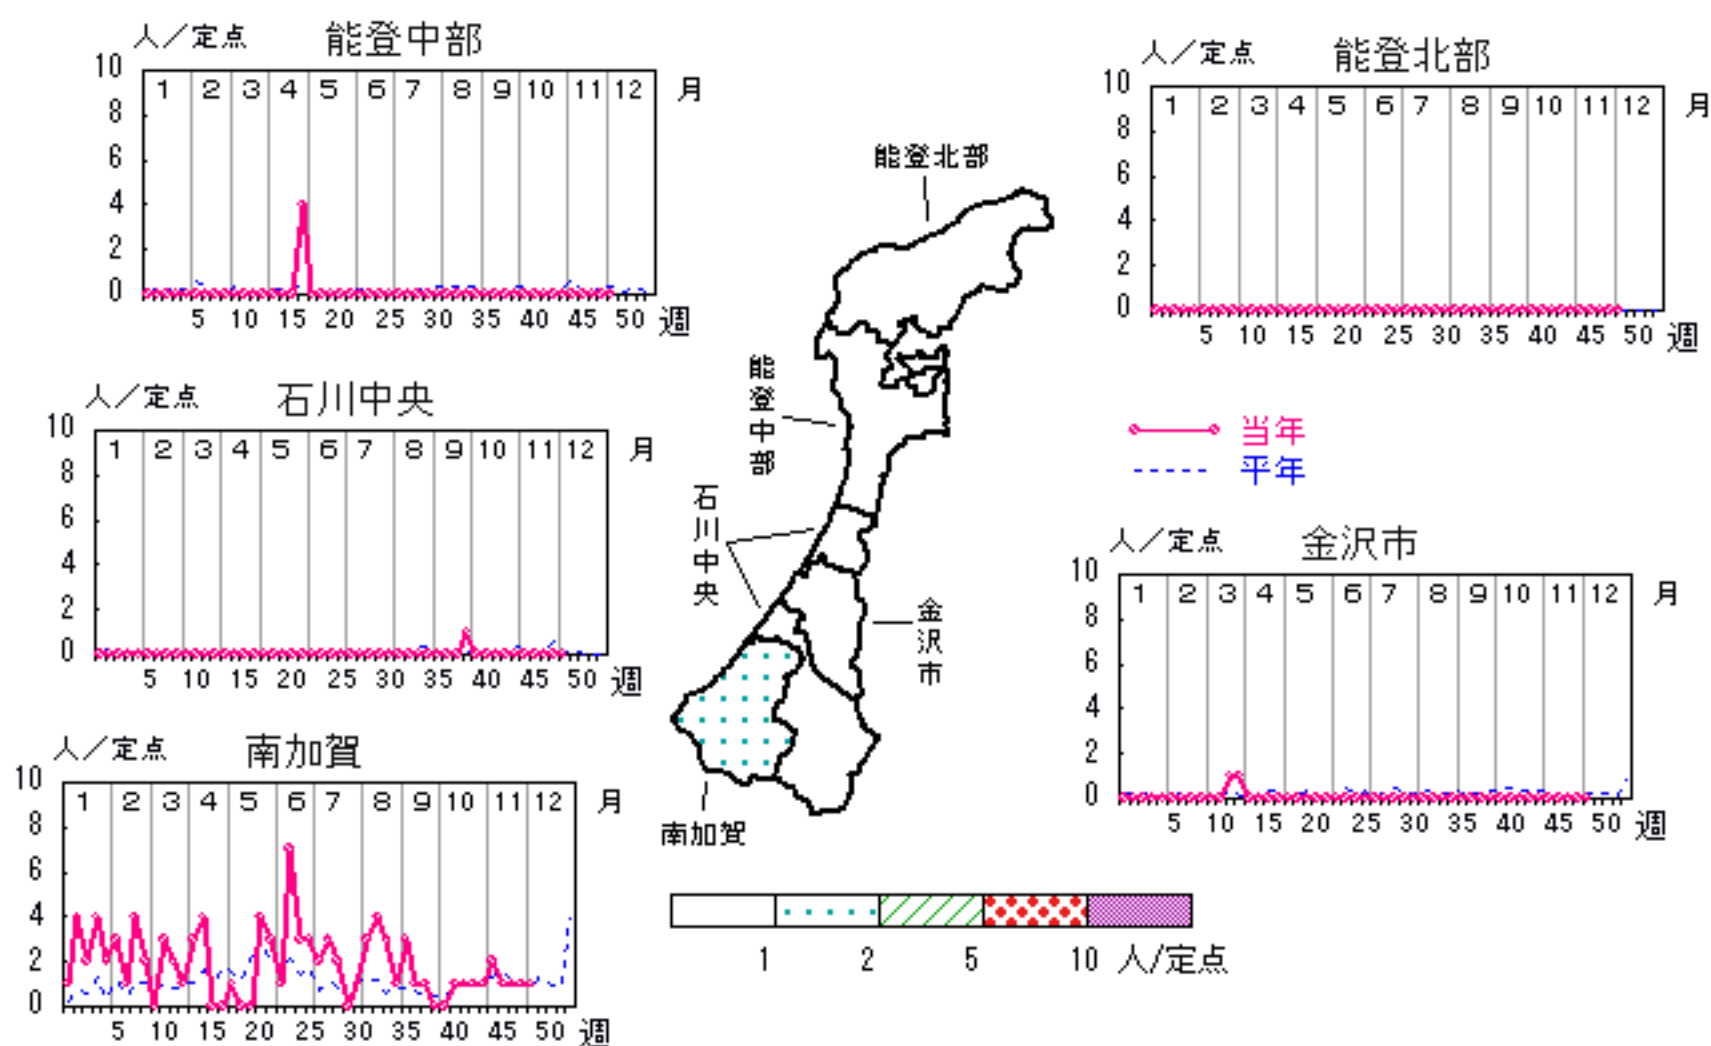 人／定点 能登中部
10 8 6 4 2 0
1 2 3 4 5 6 7 8 9 10 11 12 月
5 10 15 20 25 30 35 40 45 50 週
人／定点 能登北部
10 8 6 4 2 0
1 2 3 4 5 6 7 8 9 10 11 12 月
5 10 15 20 25 30 35 40 45 50 週
人／定点 石川中央
10 8 6 4 2 0
1 2 3 4 5 6 7 8 9 10 11 12 月
5 10 15 20 25 30 35 40 45 50 週
能登北部
能登中部
石川中央
金沢市
南加賀
当年
平年
人／定点 金沢市
10 8 6 4 2 0
1 2 3 4 5 6 7 8 9 10 11 12 月
5 10 15 20 25 30 35 40 45 50 週
人／定点 南加賀
10 8 6 4 2 0
1 2 3 4 5 6 7 8 9 10 11 12 月
5 10 15 20 25 30 35 40 45 50 週
1 2 5 10 人/定点